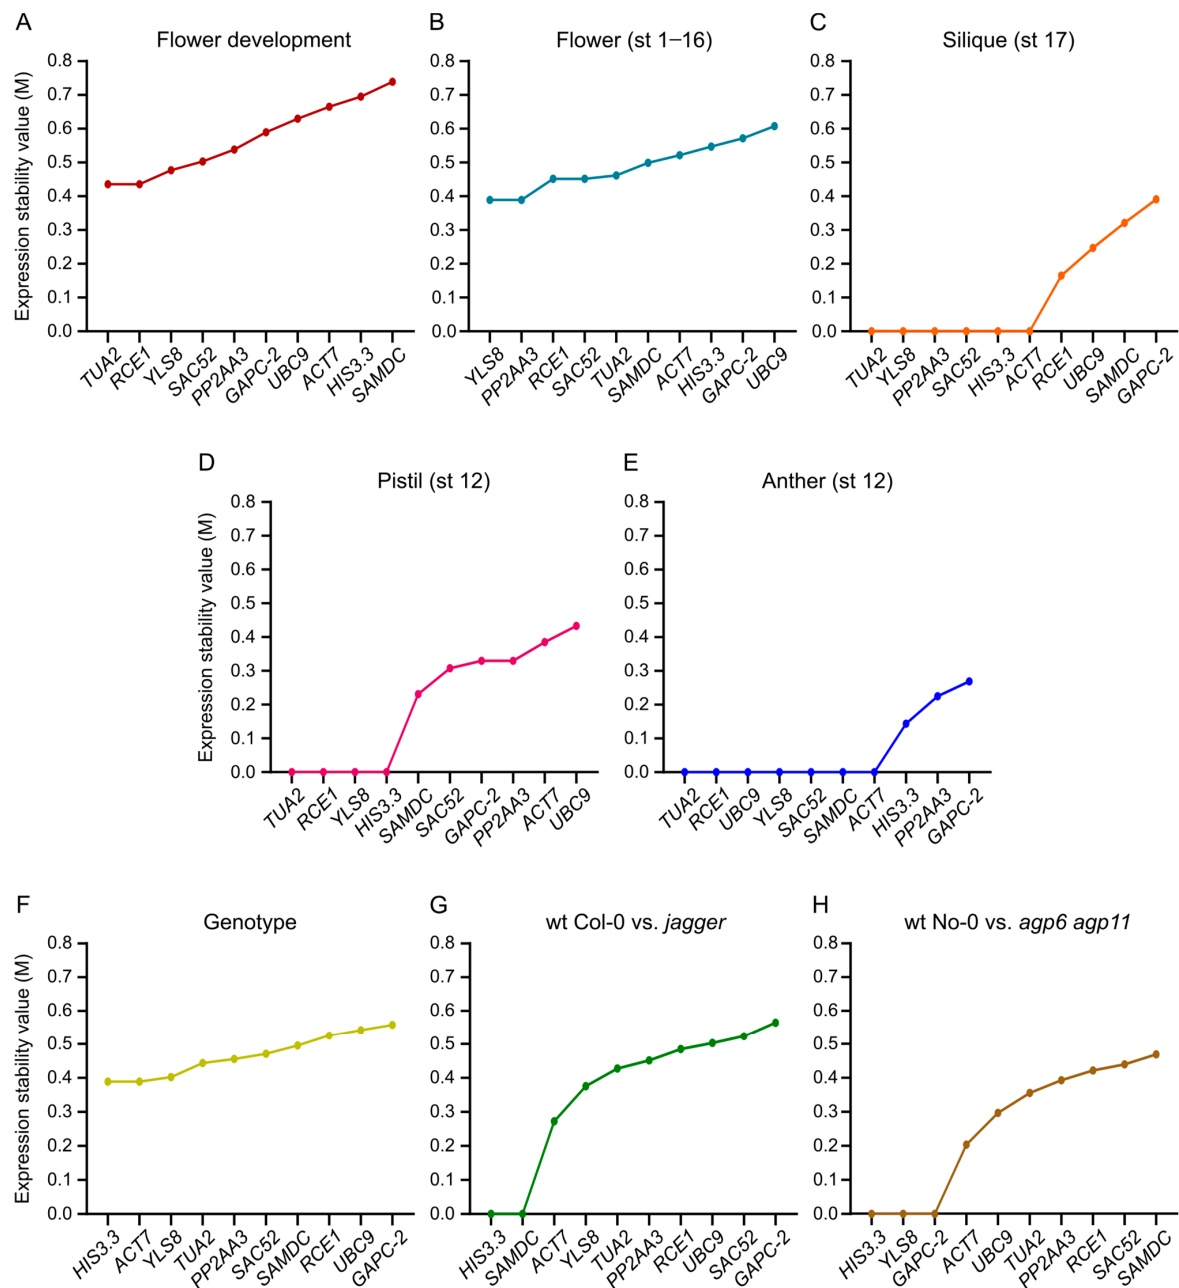 A
Flower development
Expression stability value (M)
0.8
0.7
0.6
0.5
0.4
0.3
0.2
0.1
0.0
TUA2
RCE1
YLS8
SAC52
PP2AA3
GAPC-2
UBC9
ACT7
HIS3.3
SAMDC
B
Flower (st 1–16)
0.8
0.7
0.6
0.5
0.4
0.3
0.2
0.1
0.0
YLS8
PP2AA3
RCE1
SAC52
TUA2
SAMDC
ACT7
HIS3.3
GAPC-2
UBC9
C
Silique (st 17)
0.8
0.7
0.6
0.5
0.4
0.3
0.2
0.1
0.0
TUA2
YLS8
PP2AA3
SAC52
HIS3.3
ACT7
RCE1
UBC9
SAMDC
GAPC-2
D
Pistil (st 12)
Expression stability value (M)
0.8
0.7
0.6
0.5
0.4
0.3
0.2
0.1
0.0
TUA2
RCE1
YLS8
HIS3.3
SAMDC
SAC52
GAPC-2
PP2AA3
ACT7
UBC9
E
Anther (st 12)
0.8
0.7
0.6
0.5
0.4
0.3
0.2
0.1
0.0
TUA2
RCE1
UBC9
YLS8
SAC52
SAMDC
ACT7
HIS3.3
PP2AA3
GAPC-2
F
Genotype
Expression stability value (M)
0.8
0.7
0.6
0.5
0.4
0.3
0.2
0.1
0.0
HIS3.3
ACT7
YLS8
TUA2
PP2AA3
SAC52
SAMDC
RCE1
UBC9
GAPC-2
G
wt Col-0 vs. jagger
0.8
0.7
0.6
0.5
0.4
0.3
0.2
0.1
0.0
HIS3.3
SAMDC
ACT7
YLS8
TUA2
PP2AA3
RCE1
UBC9
SAC52
GAPC-2
H
wt No-0 vs. agp6 agp11
0.8
0.7
0.6
0.5
0.4
0.3
0.2
0.1
0.0
HIS3.3
YLS8
GAPC-2
ACT7
UBC9
TUA2
PP2AA3
RCE1
SAC52
SAMDC